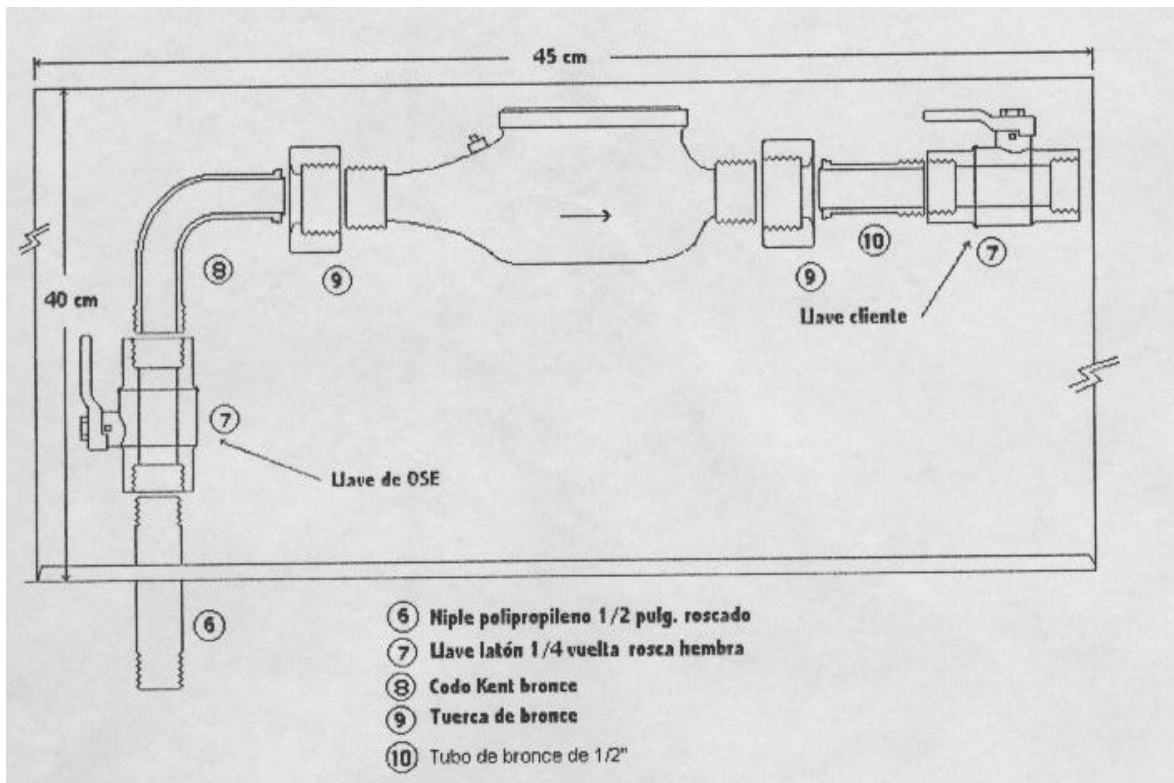 45 cm
8
9
10
7
9
40 cm
Llave cliente
7
Llave de OSE
6
6 Niple polipropileno 1/2 pulg. roscado
7 Llave latón 1/4 vuelta rosca hembra
8 Codo Kent bronce
9 Tuerca de bronce
10 Tubo de bronce de 1/2"